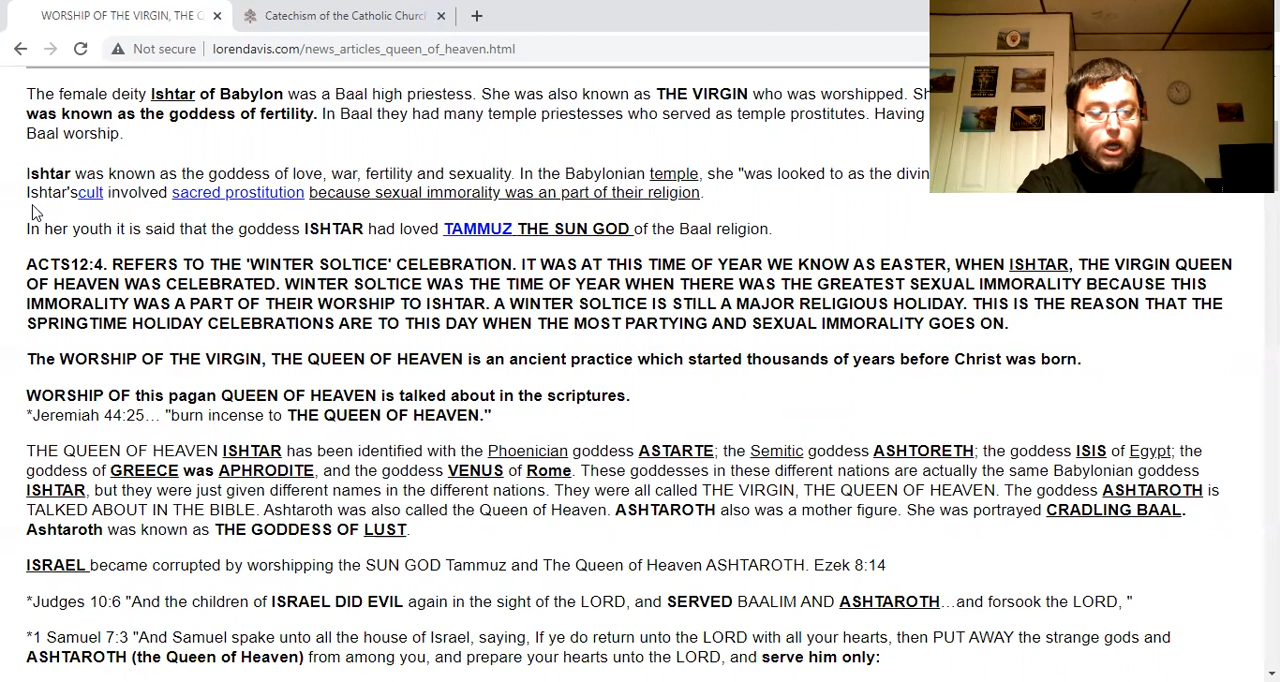 WORSHIP OF THE VIRGIN, THE Q
Catechism of the Catholic Church
Not secure
lorendavis.com/news_articles_queen_of_heaven.html
The female deity Ishtar of Babylon was a Baal high priestess. She was also known as THE VIRGIN who was worshipped.
was known as the goddess of fertility. In Baal they had many temple priestesses who served as temple prostitutes. Having
Baal worship.
Ishtar was known as the goddess of love, war, fertility and sexuality. In the Babylonian temple, she "was looked to as the divin
Ishtar'scult involved sacred prostitution because sexual immorality was an part of their religion.
In her youth it is said that the goddess ISHTAR had loved TAMMUZ THE SUN GOD of the Baal religion.
ACTS12:4. REFERS TO THE 'WINTER SOLTICE' CELEBRATION. IT WAS AT THIS TIME OF YEAR WE KNOW AS EASTER, WHEN ISHTAR, THE VIRGIN QUEEN
OF HEAVEN WAS CELEBRATED. WINTER SOLTICE WAS THE TIME OF YEAR WHEN THERE WAS THE GREATEST SEXUAL IMMORALITY BECAUSE THIS
IMMORALITY WAS A PART OF THEIR WORSHIP TO ISHTAR. A WINTER SOLTICE IS STILL A MAJOR RELIGIOUS HOLIDAY. THIS IS THE REASON THAT THE
SPRINGTIME HOLIDAY CELEBRATIONS ARE TO THIS DAY WHEN THE MOST PARTYING AND SEXUAL IMMORALITY GOES ON.
The WORSHIP OF THE VIRGIN, THE QUEEN OF HEAVEN is an ancient practice which started thousands of years before Christ was born.
WORSHIP OF this pagan QUEEN OF HEAVEN is talked about in the scriptures.
*Jeremiah 44:25… "burn incense to THE QUEEN OF HEAVEN."
THE QUEEN OF HEAVEN ISHTAR has been identified with the Phoenician goddess ASTARTE; the Semitic goddess ASHTORETH; the goddess ISIS of Egypt; the
goddess of GREECE was APHRODITE, and the goddess VENUS of Rome. These goddesses in these different nations are actually the same Babylonian goddess
ISHTAR, but they were just given different names in the different nations. They were all called THE VIRGIN, THE QUEEN OF HEAVEN. The goddess ASHTAROTH is
TALKED ABOUT IN THE BIBLE. Ashtaroth was also called the Queen of Heaven. ASHTAROTH also was a mother figure. She was portrayed CRADLING BAAL.
Ashtaroth was known as THE GODDESS OF LUST.
ISRAEL became corrupted by worshipping the SUN GOD Tammuz and The Queen of Heaven ASHTAROTH. Ezek 8:14
*Judges 10:6 "And the children of ISRAEL DID EVIL again in the sight of the LORD, and SERVED BAALIM AND ASHTAROTH…and forsook the LORD, "
*1 Samuel 7:3 "And Samuel spake unto all the house of Israel, saying, If ye do return unto the LORD with all your hearts, then PUT AWAY the strange gods and
ASHTAROTH (the Queen of Heaven) from among you, and prepare your hearts unto the LORD, and serve him only: